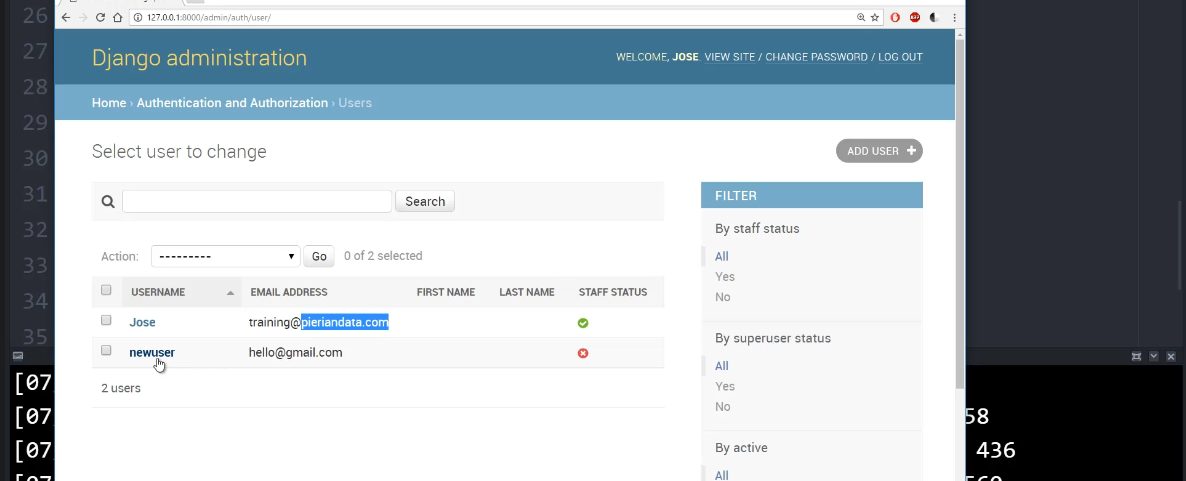 26
127.0.0.1:8000/admin/auth/user/
27
Django administration
WELCOME, JOSE. VIEW SITE / CHANGE PASSWORD / LOG OUT
28
Home › Authentication and Authorization › Users
29
30
Select user to change
ADD USER +
31
FILTER
Search
32
By staff status
33
Action:
---------
Go
0 of 2 selected
All
Yes
34
USERNAME
EMAIL ADDRESS
FIRST NAME
LAST NAME
STAFF STATUS
No
35
Jose
training@pieriandata.com
By superuser status
newuser
hello@gmail.com
All
2 users
Yes
No
[07
[07
58
By active
[07
436
All